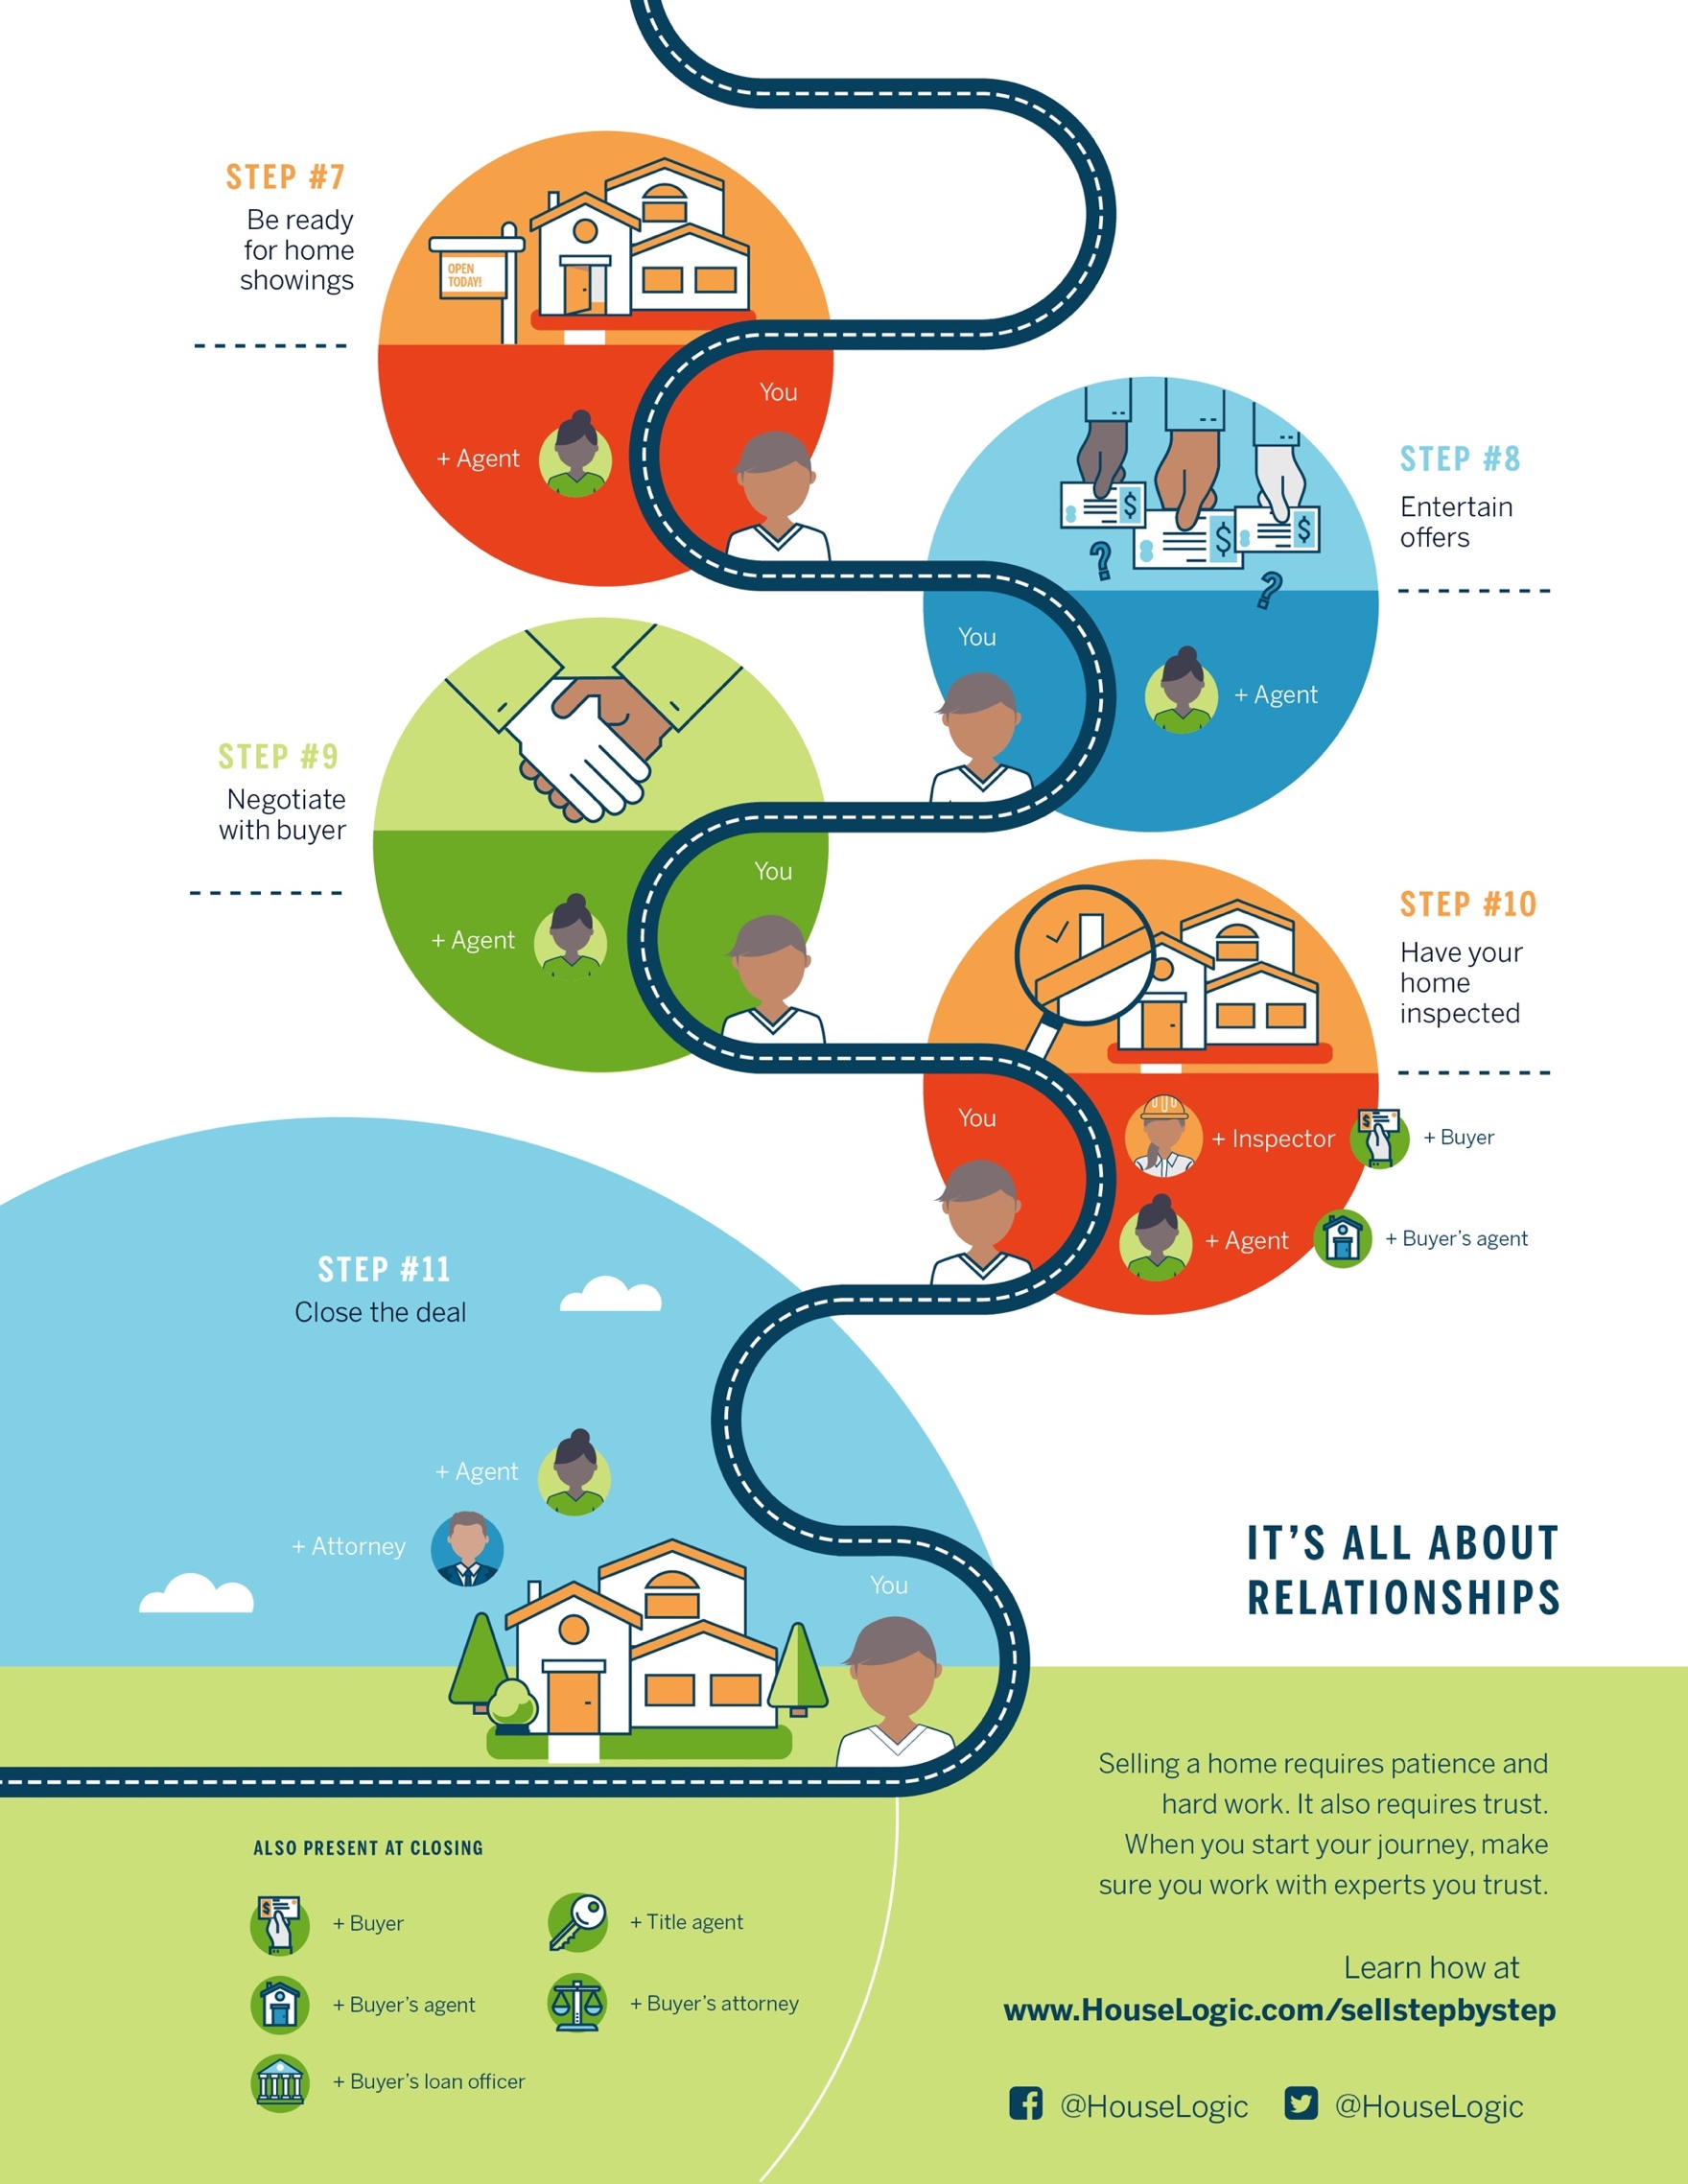 STEP #7
Be ready
for home
showings
OPEN
TODAY!
You
+ Agent
STEP #8
Entertain
offers
$
$
$
?
?
You
+ Agent
STEP #9
Negotiate
with buyer
You
+ Agent
STEP #10
Have your
home
inspected
You
+ Inspector
$
+ Buyer
+ Agent
+ Buyer's agent
STEP #11
Close the deal
+ Agent
+ Attorney
You
IT'S ALL ABOUT
RELATIONSHIPS
Selling a home requires patience and
hard work. It also requires trust.
When you start your journey, make
sure you work with experts you trust.
Learn how at
www.HouseLogic.com/sellstepbystep
@HouseLogic @HouseLogic
ALSO PRESENT AT CLOSING
$
+ Buyer
+ Title agent
+ Buyer's agent
+ Buyer's attorney
+ Buyer's loan officer